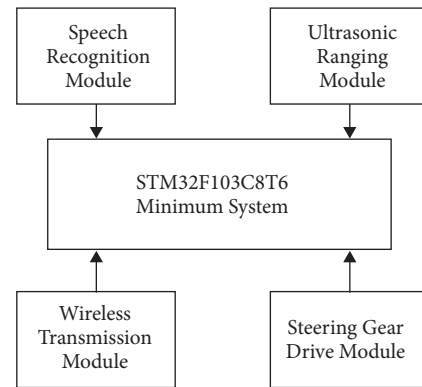 Speech
Recognition
Module
Ultrasonic
Ranging
Module
STM32F103C8T6
Minimum System
Wireless
Transmission
Module
Steering Gear
Drive Module